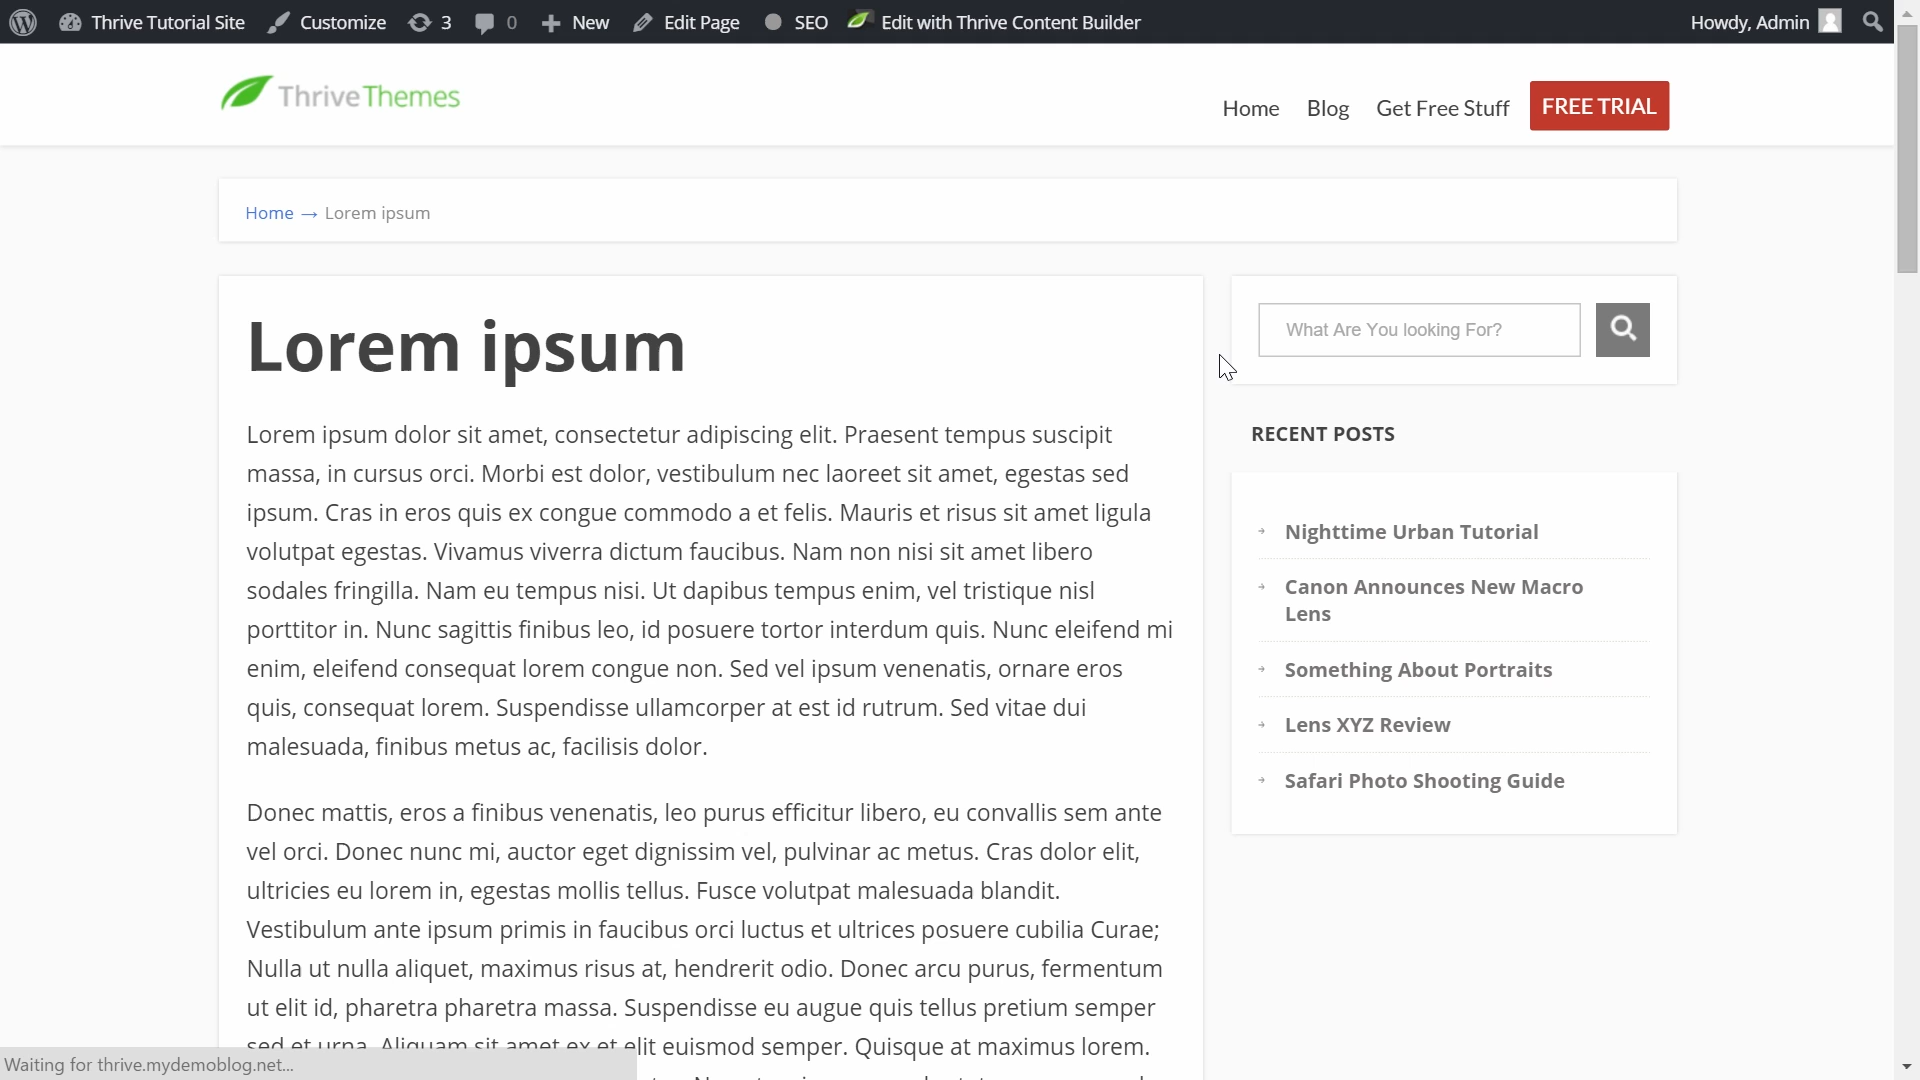 Thrive Tutorial Site Customize 3 0 New Edit Page SEO Edit with Thrive Content Builder Howdy, Admin
ThriveThemes
Home Blog Get Free Stuff FREE TRIAL
Home → Lorem ipsum
Lorem ipsum
Lorem ipsum dolor sit amet, consectetur adipiscing elit. Praesent tempus suscipit
massa, in cursus orci. Morbi est dolor, vestibulum nec laoreet sit amet, egestas sed
ipsum. Cras in eros quis ex congue commodo a et felis. Mauris et risus sit amet ligula
volutpat egestas. Vivamus viverra dictum faucibus. Nam non nisi sit amet libero
sodales fringilla. Nam eu tempus nisi. Ut dapibus tempus enim, vel tristique nisl
porttitor in. Nunc sagittis finibus leo, id posuere tortor interdum quis. Nunc eleifend mi
enim, eleifend consequat lorem congue non. Sed vel ipsum venenatis, ornare eros
quis, consequat lorem. Suspendisse ullamcorper at est id rutrum. Sed vitae dui
malesuada, finibus metus ac, facilisis dolor.
Donec mattis, eros a finibus venenatis, leo purus efficitur libero, eu convallis sem ante
vel orci. Donec nunc mi, auctor eget dignissim vel, pulvinar ac metus. Cras dolor elit,
ultricies eu lorem in, egestas mollis tellus. Fusce volutpat malesuada blandit.
Vestibulum ante ipsum primis in faucibus orci luctus et ultrices posuere cubilia Curae;
Nulla ut nulla aliquet, maximus risus at, hendrerit odio. Donec arcu purus, fermentum
ut elit id, pharetra pharetra massa. Suspendisse eu augue quis tellus pretium semper
sed et urna. Aliquam sit amet ex et elit euismod semper. Quisque at maximus lorem.
What Are You looking For?
RECENT POSTS
Nighttime Urban Tutorial
Canon Announces New Macro
Lens
Something About Portraits
Lens XYZ Review
Safari Photo Shooting Guide
Waiting for thrive.mydemoblog.net...